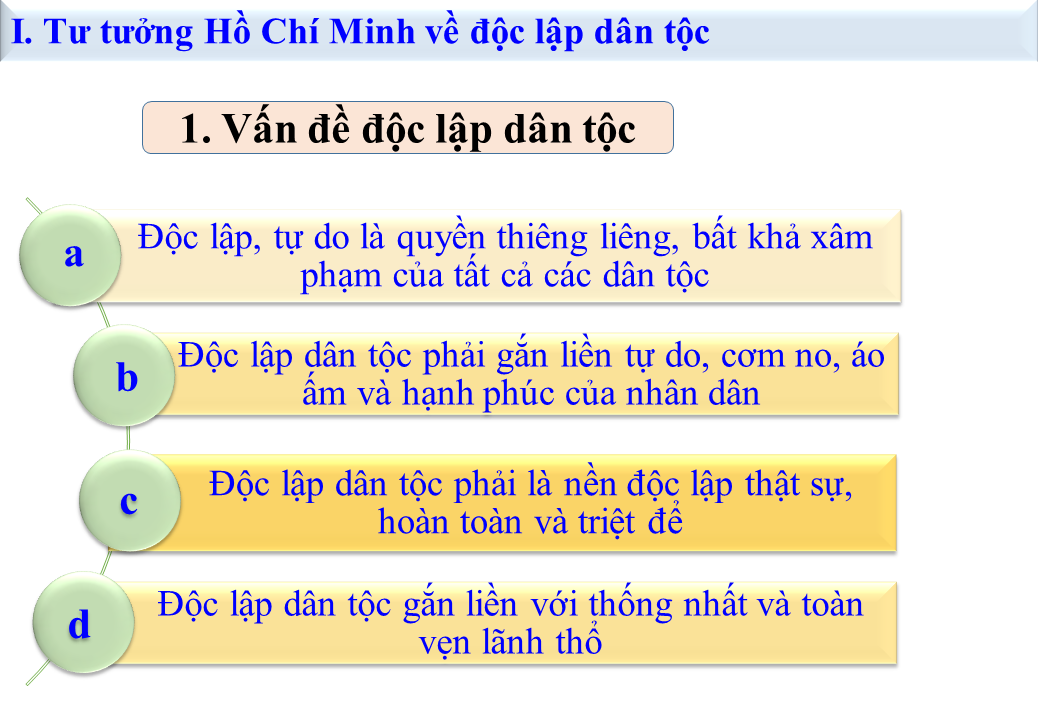 I. Tư tưởng Hồ Chí Minh về độc lập dân tộc
1. Vấn đề độc lập dân tộc
a
Độc lập, tự do là quyền thiêng liêng, bất khả xâm
phạm của tất cả các dân tộc
b
Độc lập dân tộc phải gắn liền tự do, cơm no, áo
ấm và hạnh phúc của nhân dân
c
Độc lập dân tộc phải là nền độc lập thật sự,
hoàn toàn và triệt để
d
Độc lập dân tộc gắn liền với thống nhất và toàn
vẹn lãnh thổ